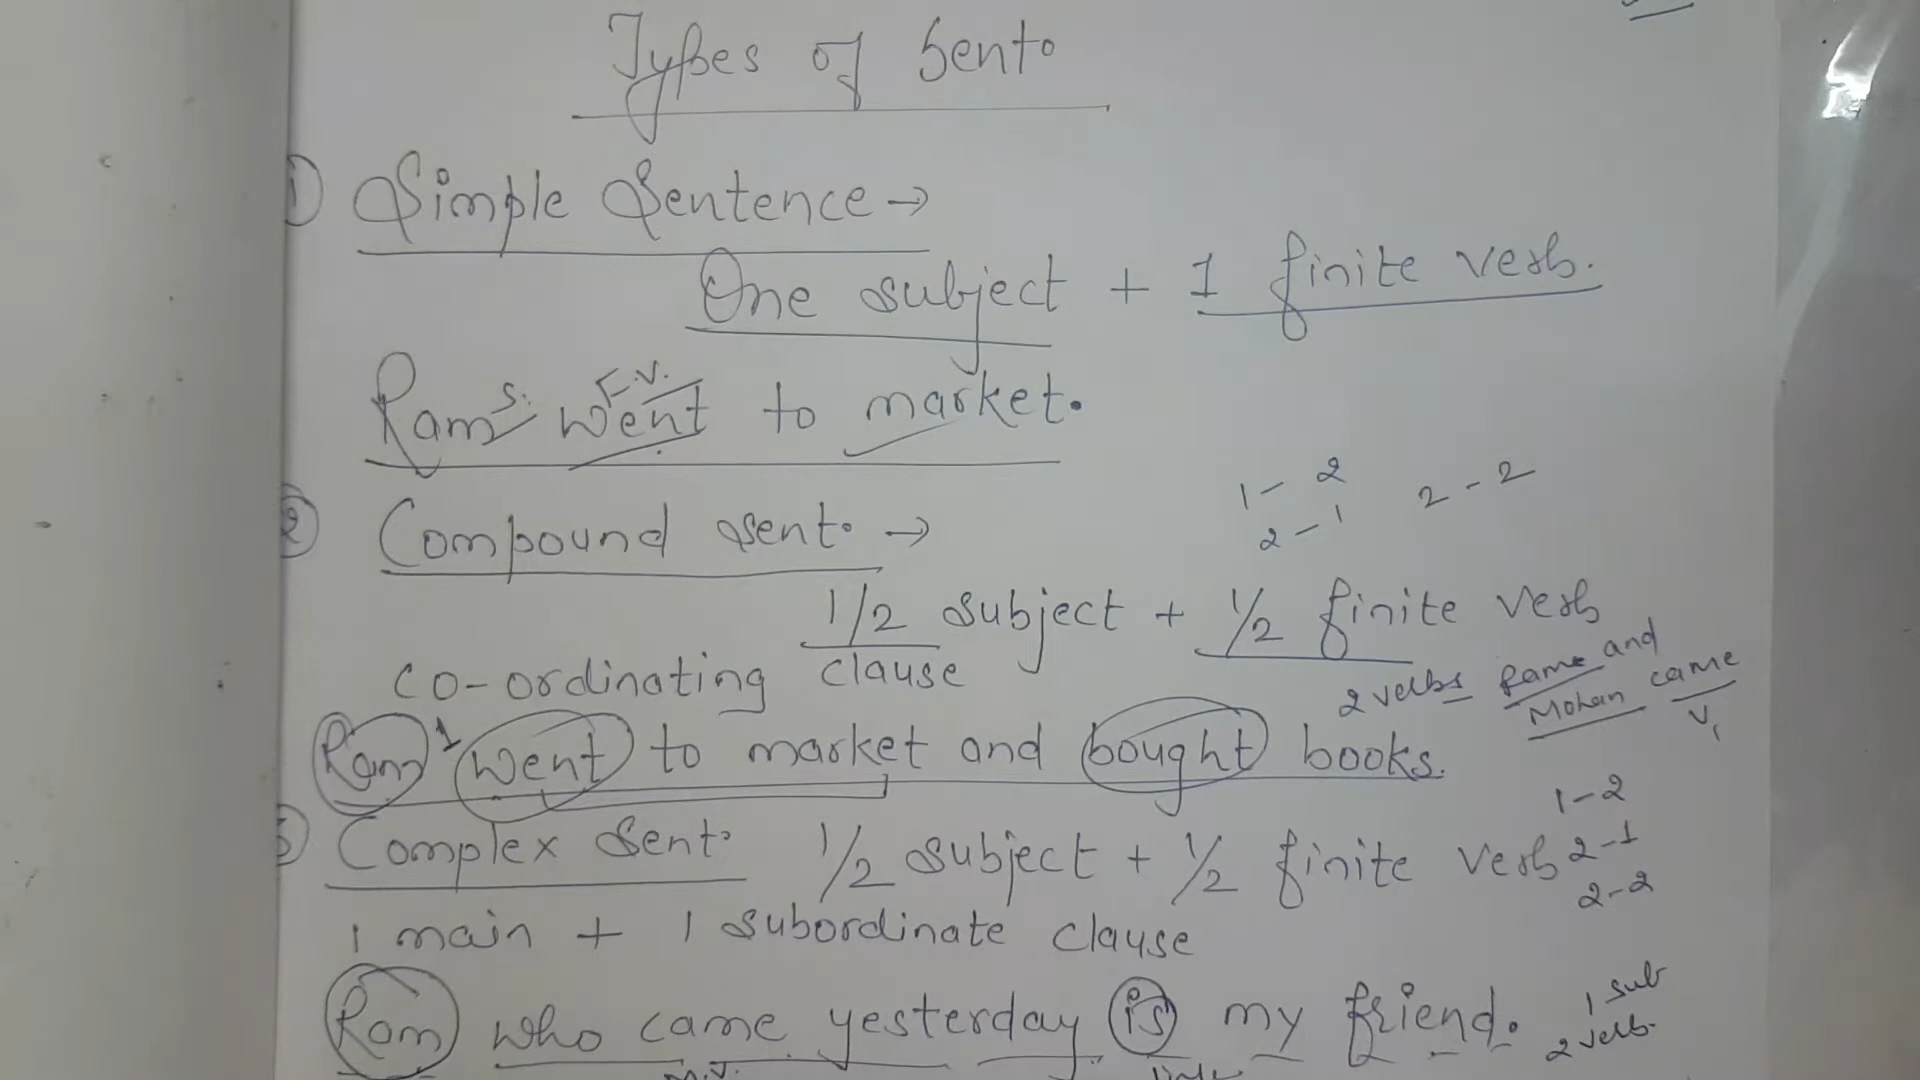 Types of Sent.
1) Simple Sentence →
One subject + 1 finite verb.
S. F.V.
Ram went to market.
1 - 2 2 - 2
2 - 1
2) Compound sent. →
1/2 subject + 1/2 finite verb
co-ordinating clause
2 verbs Rame and
Mohan came
V1
Ram 1 went to market and bought books.
1-2
3) Complex Sent. 1/2 subject + 1/2 finite verb 2-1
2-2
1 main + 1 subordinate clause
1 sub
Ram who came yesterday is my friend. 2 verb.
M.V.